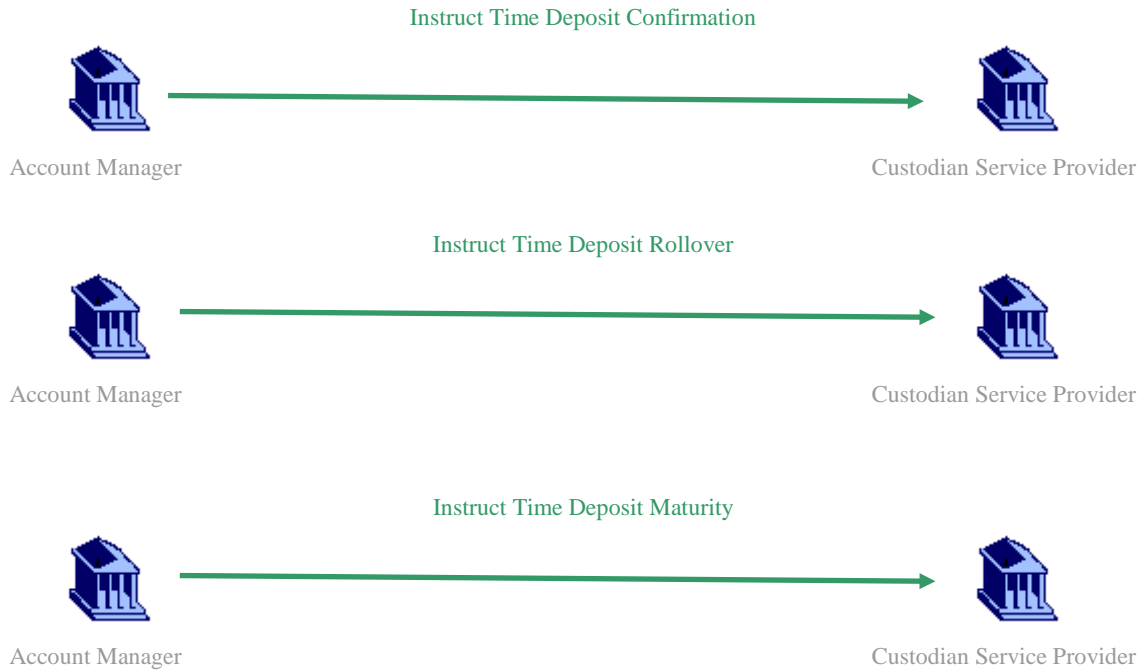 Instruct Time Deposit Confirmation
Account Manager
Custodian Service Provider
Instruct Time Deposit Rollover
Account Manager
Custodian Service Provider
Instruct Time Deposit Maturity
Account Manager
Custodian Service Provider